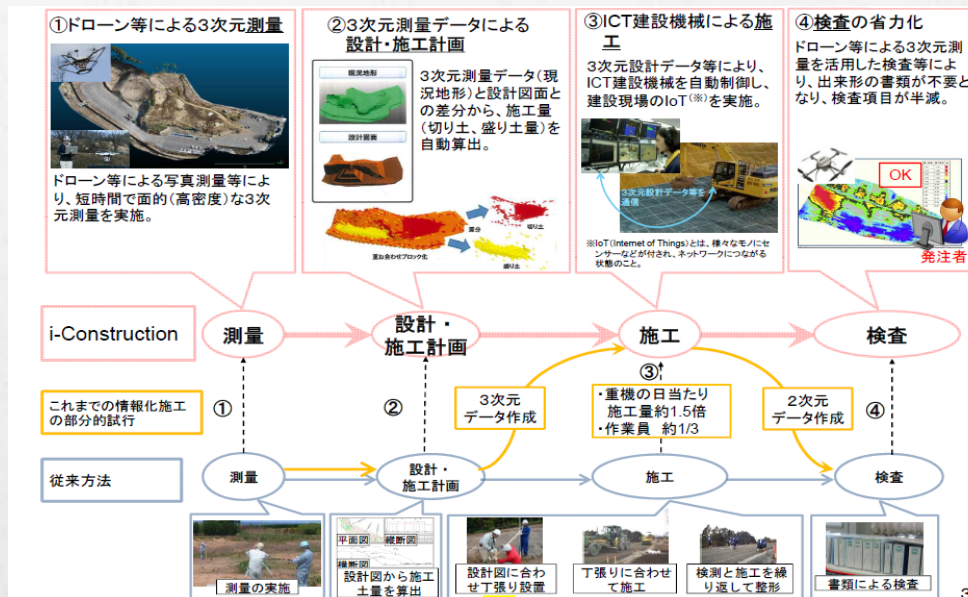 ①ドローン等による3次元測量
ドローン等による写真測量等によ
り、短時間で面的(高密度)な3次
元測量を実施。
②3次元測量データによる
設計・施工計画
現況地形
設計図面
3次元測量データ(現
況地形)と設計図面と
の差分から、施工量
(切り土、盛り土量)を
自動算出。
差分
切り土
重ね合わせブロック化
盛り土
③ICT建設機械による施
工
3次元設計データ等により、
ICT建設機械を自動制御し、
建設現場のIoT(※)を実施。
3次元設計データ等を
通信
※IoT(Internet of Things)とは、様々なモノにセ
ンサーなどが付され、ネットワークにつながる
状態のこと。
④検査の省力化
ドローン等による3次元測
量を活用した検査等によ
り、出来形の書類が不要と
なり、検査項目が半減。
OK
発注者
i-Construction
測量
設計・
施工計画
施工
検査
これまでの情報化施工
の部分的試行
①
②
3次元
データ作成
③
・重機の日当たり
施工量約1.5倍
・作業員 約1/3
2次元
データ作成
④
従来方法
測量
設計・
施工計画
施工
検査
測量の実施
平面図
縦断図
横断図
設計図から施工
土量を算出
設計図に合わ
せ丁張り設置
丁張りに合わせ
て施工
検測と施工を繰
り返して整形
書類による検査
3